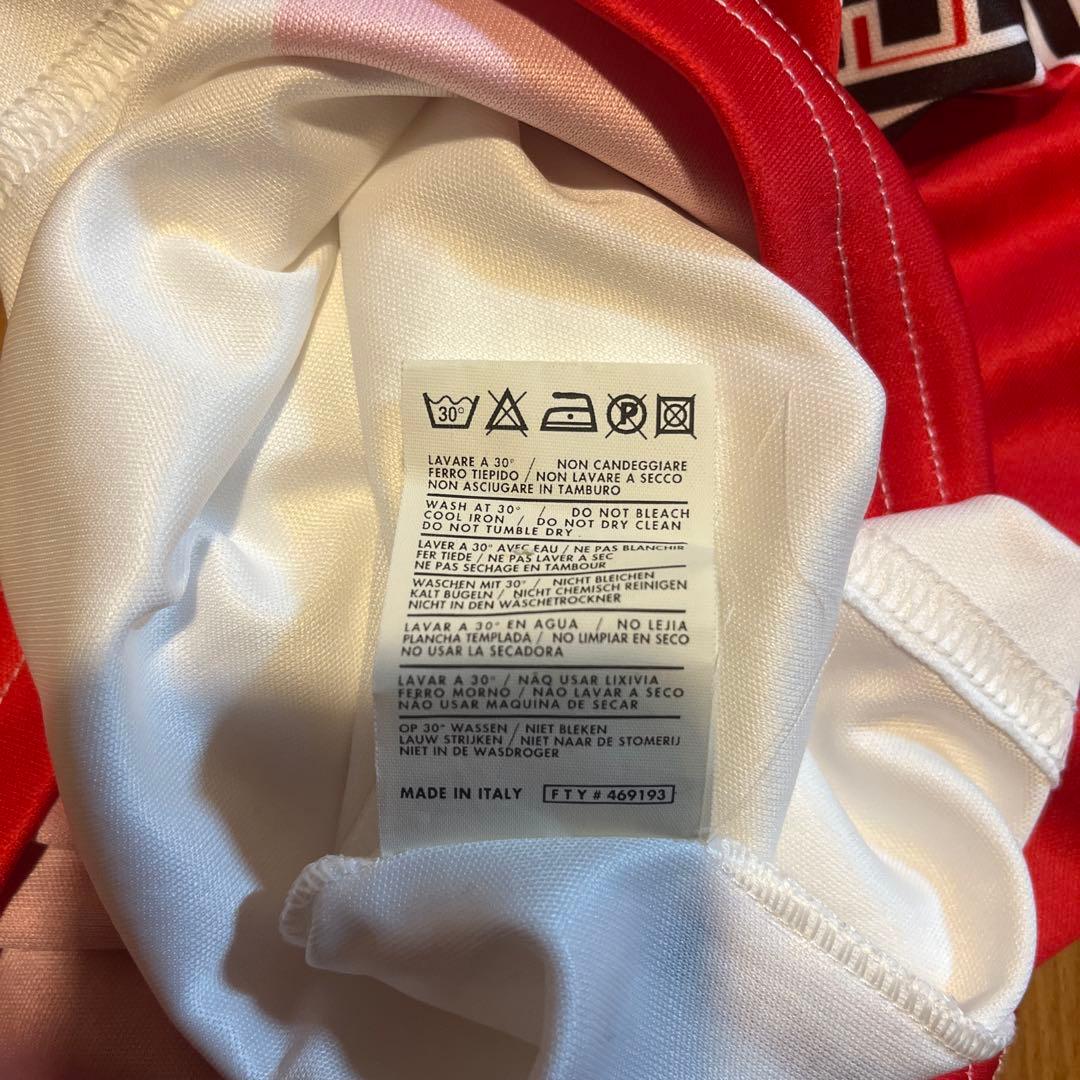 30°
P
LAVARE A 30° / NON CANDEGGIARE
FERRO TIEPIDO / NON LAVARE A SECCO
NON ASCIUGARE IN TAMBURO
WASH AT 30° / DO NOT BLEACH
COOL IRON / DO NOT DRY CLEAN
DO NOT TUMBLE DRY
LAVER A 30° AVEC EAU / NE PAS BLANCHIR
FER TIEDE / NE PAS LAVER A SEC
NE PAS SECHAGE EN TAMBOUR
WASCHEN MIT 30° / NICHT BLEICHEN
KALT BÜGELN / NICHT CHEMISCH REINIGEN
NICHT IN DEN WASCHETROCKNER
LAVAR A 30° EN AGUA / NO LEJIA
PLANCHA TEMPLADA / NO LIMPIAR EN SECO
NO USAR LA SECADORA
LAVAR A 30° / NÃO USAR LIXIVIA
FERRO MORNO / NÃO LAVAR A SECO
NÃO USAR MAQUINA DE SECAR
OP 30° WASSEN / NIET BLEKEN
LAUW STRIJKEN / NIET NAAR DE STOMERIJ
NIET IN DE WASDROGER
MADE IN ITALY FTY # 469193